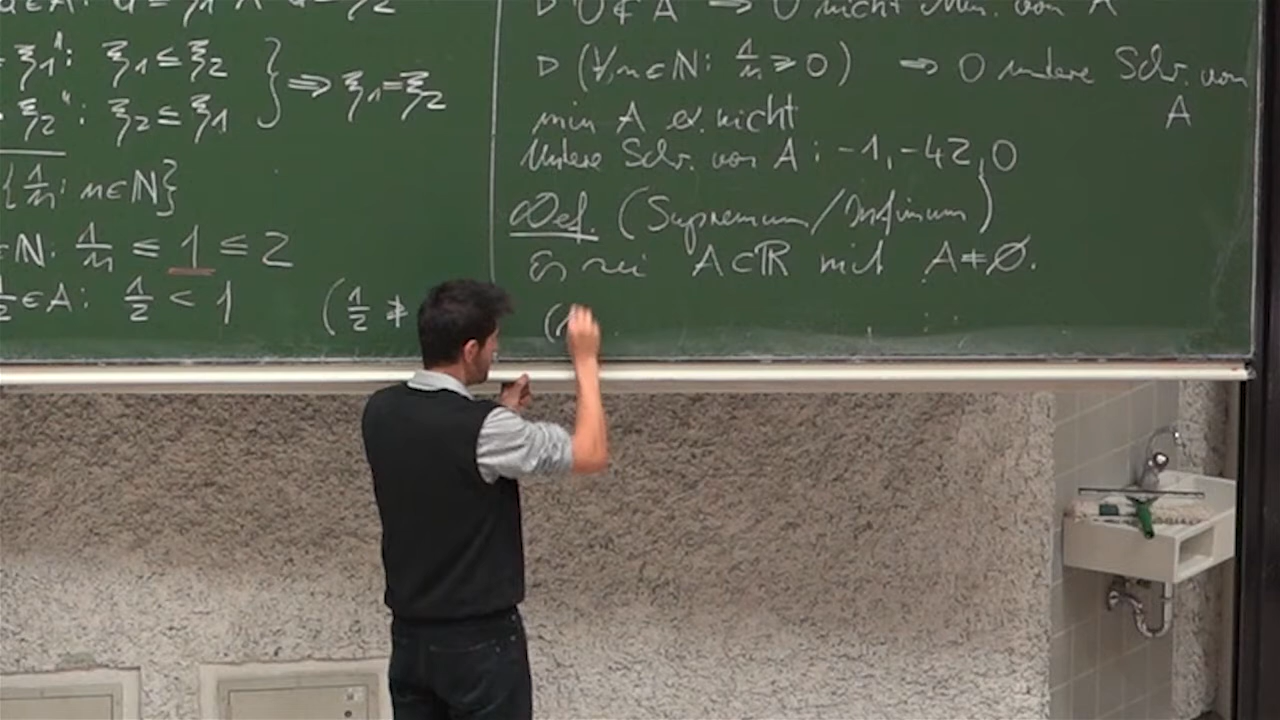 ξ1": ξ1 ≤ ξ2
ξ2": ξ2 ≤ ξ1
} ⇒ ξ1 = ξ2
{1/n : n∈ℕ}
∈ℕ: 1/n ≤ 1 ≤ 2
1/2 ∈ A: 1/2 < 1 (1/2 ≱
▷ 0 ∉ A ⇒ 0 nicht Min. von A
▷ (∀n∈ℕ: 1/n ≥ 0) ⇒ 0 untere Schr. von
A
min A ex. nicht
Untere Schr. von A: -1, -42, 0
Def. (Supremum/Infimum)
Es sei A⊂ℝ mit A≠∅.
(